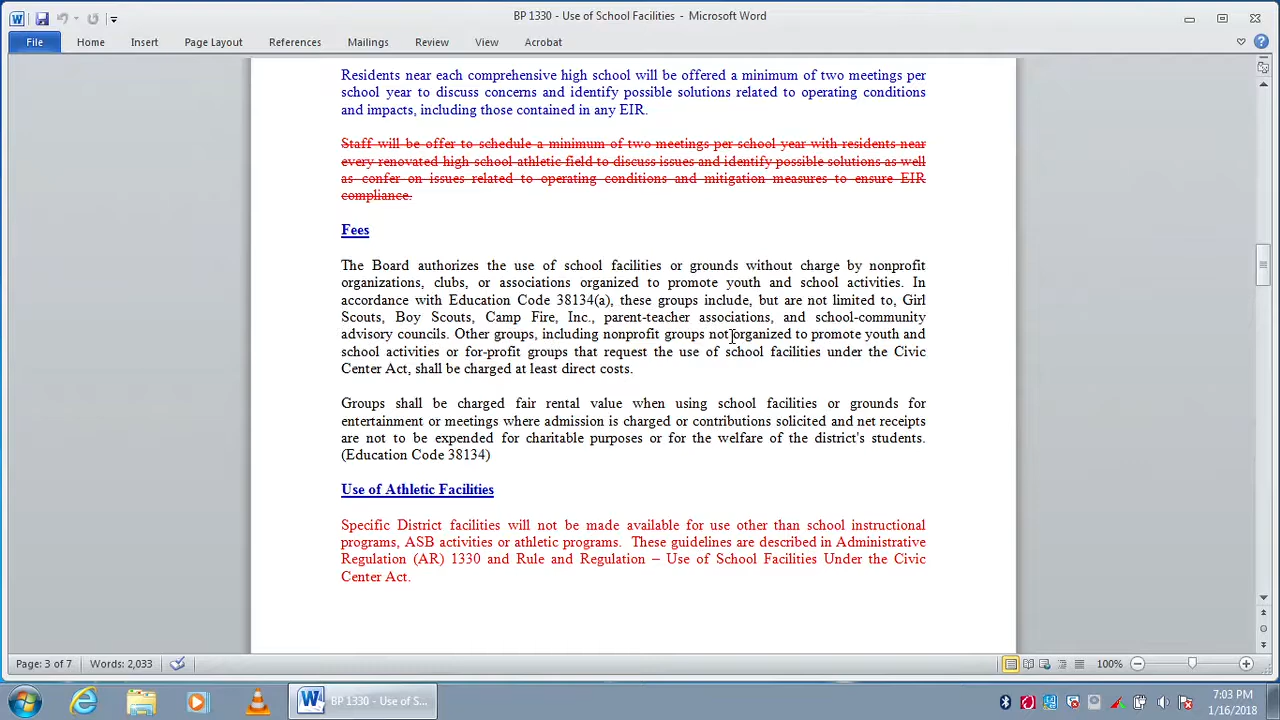 BP 1330 - Use of School Facilities - Microsoft Word
File Home Insert Page Layout References Mailings Review View Acrobat
Residents near each comprehensive high school will be offered a minimum of two meetings per
school year to discuss concerns and identify possible solutions related to operating conditions
and impacts, including those contained in any EIR.
Staff will be offer to schedule a minimum of two meetings per school year with residents near
every renovated high school athletic field to discuss issues and identify possible solutions as well
as confer on issues related to operating conditions and mitigation measures to ensure EIR
compliance.
Fees
The Board authorizes the use of school facilities or grounds without charge by nonprofit
organizations, clubs, or associations organized to promote youth and school activities. In
accordance with Education Code 38134(a), these groups include, but are not limited to, Girl
Scouts, Boy Scouts, Camp Fire, Inc., parent-teacher associations, and school-community
advisory councils. Other groups, including nonprofit groups not organized to promote youth and
school activities or for-profit groups that request the use of school facilities under the Civic
Center Act, shall be charged at least direct costs.
Groups shall be charged fair rental value when using school facilities or grounds for
entertainment or meetings where admission is charged or contributions solicited and net receipts
are not to be expended for charitable purposes or for the welfare of the district's students.
(Education Code 38134)
Use of Athletic Facilities
Specific District facilities will not be made available for use other than school instructional
programs, ASB activities or athletic programs. These guidelines are described in Administrative
Regulation (AR) 1330 and Rule and Regulation – Use of School Facilities Under the Civic
Center Act.
Page: 3 of 7 Words: 2,033 100%
BP 1330 - Use of S...
7:03 PM
1/16/2018